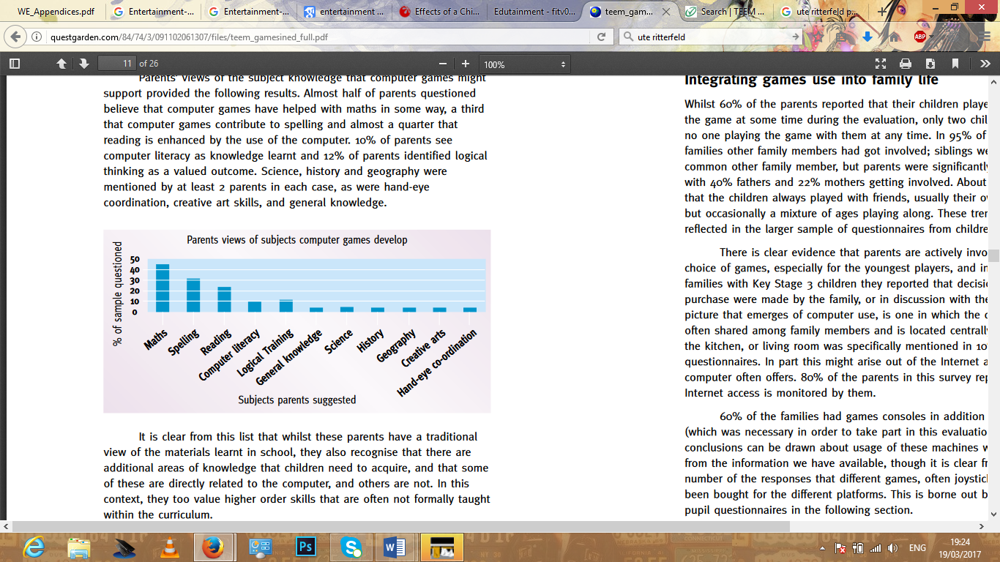 WE_Appendices.pdf
Entertainment-...
Entertainment-...
entertainment ...
Effects of a Chi...
Edutainment - fitv0...
teem_gam...
Search | TEEM ...
ute ritterfeld p...
questgarden.com/84/74/3/091102061307/files/teem_gamesined_full.pdf
ute ritterfeld
ABP
11 of 26
100%
Parents' views of the subject knowledge that computer games might
support provided the following results. Almost half of parents questioned
believe that computer games have helped with maths in some way, a third
that computer games contribute to spelling and almost a quarter that
reading is enhanced by the use of the computer. 10% of parents see
computer literacy as knowledge learnt and 12% of parents identified logical
thinking as a valued outcome. Science, history and geography were
mentioned by at least 2 parents in each case, as were hand-eye
coordination, creative art skills, and general knowledge.
Parents views of subjects computer games develop
% of sample questioned
50
40
30
20
10
0
Maths
Spelling
Reading
Computer literacy
Logical Training
General knowledge
Science
History
Geography
Creative arts
Hand-eye co-ordination
Subjects parents suggested
It is clear from this list that whilst these parents have a traditional
view of the materials learnt in school, they also recognise that there are
additional areas of knowledge that children need to acquire, and that some
of these are directly related to the computer, and others are not. In this
context, they too value higher order skills that are often not formally taught
within the curriculum.
Integrating games use into family life
Whilst 60% of the parents reported that their children playe
the game at some time during the evaluation, only two chil
no one playing the game with them at any time. In 95% of
families other family members had got involved; siblings we
common other family member, but parents were significantly
with 40% fathers and 22% mothers getting involved. About
that the children always played with friends, usually their ow
but occasionally a mixture of ages playing along. These tren
reflected in the larger sample of questionnaires from childre
There is clear evidence that parents are actively invo
choice of games, especially for the youngest players, and in
families with Key Stage 3 children they reported that decisio
purchase were made by the family, or in discussion with the
picture that emerges of computer use, is one in which the c
often shared among family members and is located centrall
the kitchen, or living room was specifically mentioned in 10
questionnaires. In part this might arise out of the Internet a
computer often offers. 80% of the parents in this survey rep
Internet access is monitored by them.
60% of the families had games consoles in addition
(which was necessary in order to take part in this evaluatio
conclusions can be drawn about usage of these machines w
from the information we have available, though it is clear fr
number of the responses that different games, often joystic
been bought for the different platforms. This is borne out b
pupil questionnaires in the following section.
Ps
ENG
19:24
19/03/2017